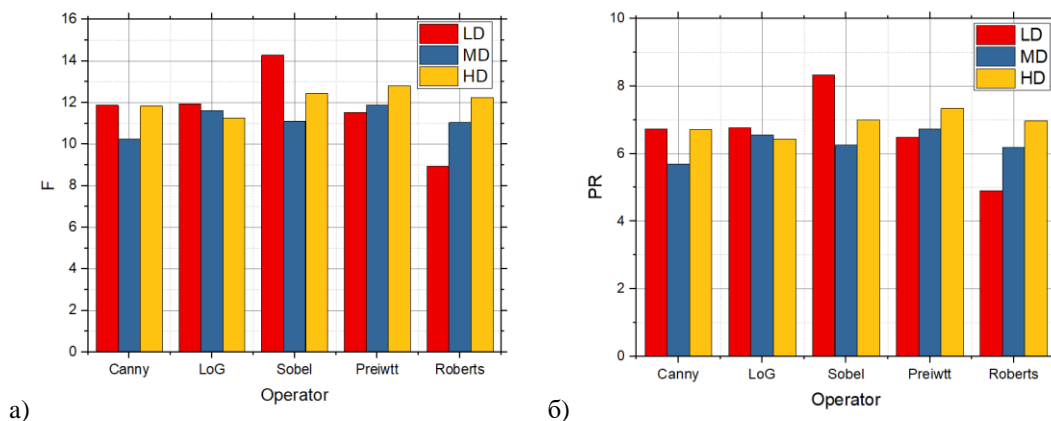 16
14
12
10
8
6
4
2
0
F
LD
MD
HD
Canny
LoG
Sobel
Preiwtt
Roberts
Operator
а)
10
8
6
4
2
0
PR
LD
MD
HD
Canny
LoG
Sobel
Preiwtt
Roberts
Operator
б)